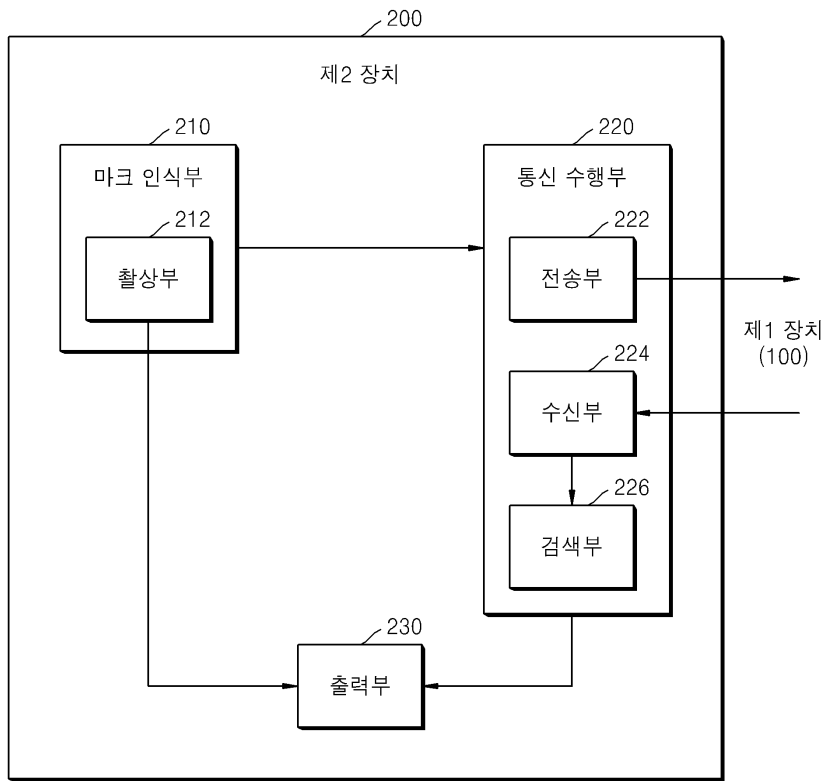 200
제2 장치
210
마크 인식부
212
촬상부
220
통신 수행부
222
전송부
제1 장치
(100)
224
수신부
226
검색부
230
출력부